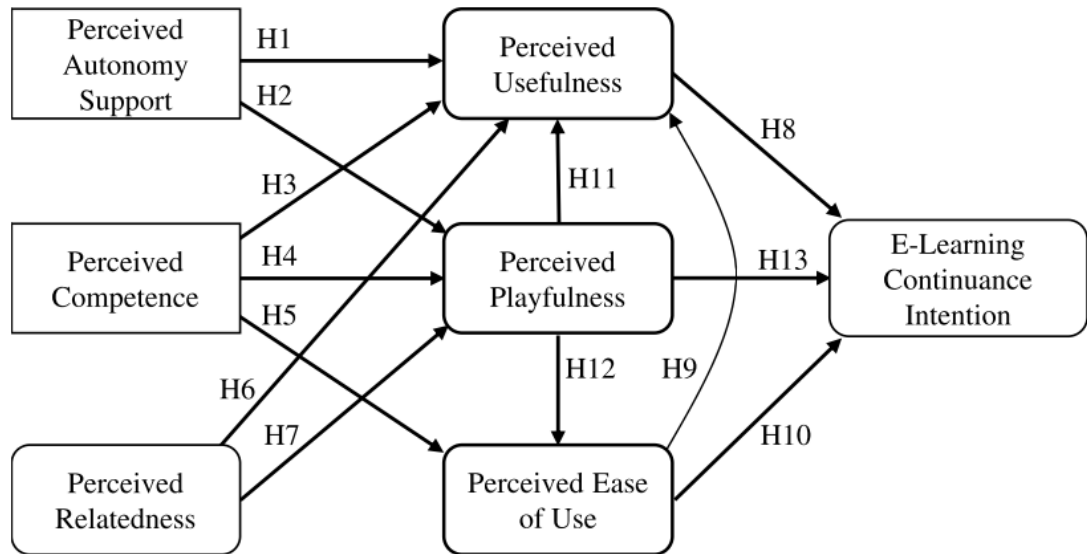 Perceived
Autonomy
Support
H1
H2
Perceived
Usefulness
H8
H3
H11
Perceived
Competence
H4
H5
Perceived
Playfulness
H13
E-Learning
Continuance
Intention
H6
H7
H12
H9
H10
Perceived
Relatedness
Perceived Ease
of Use